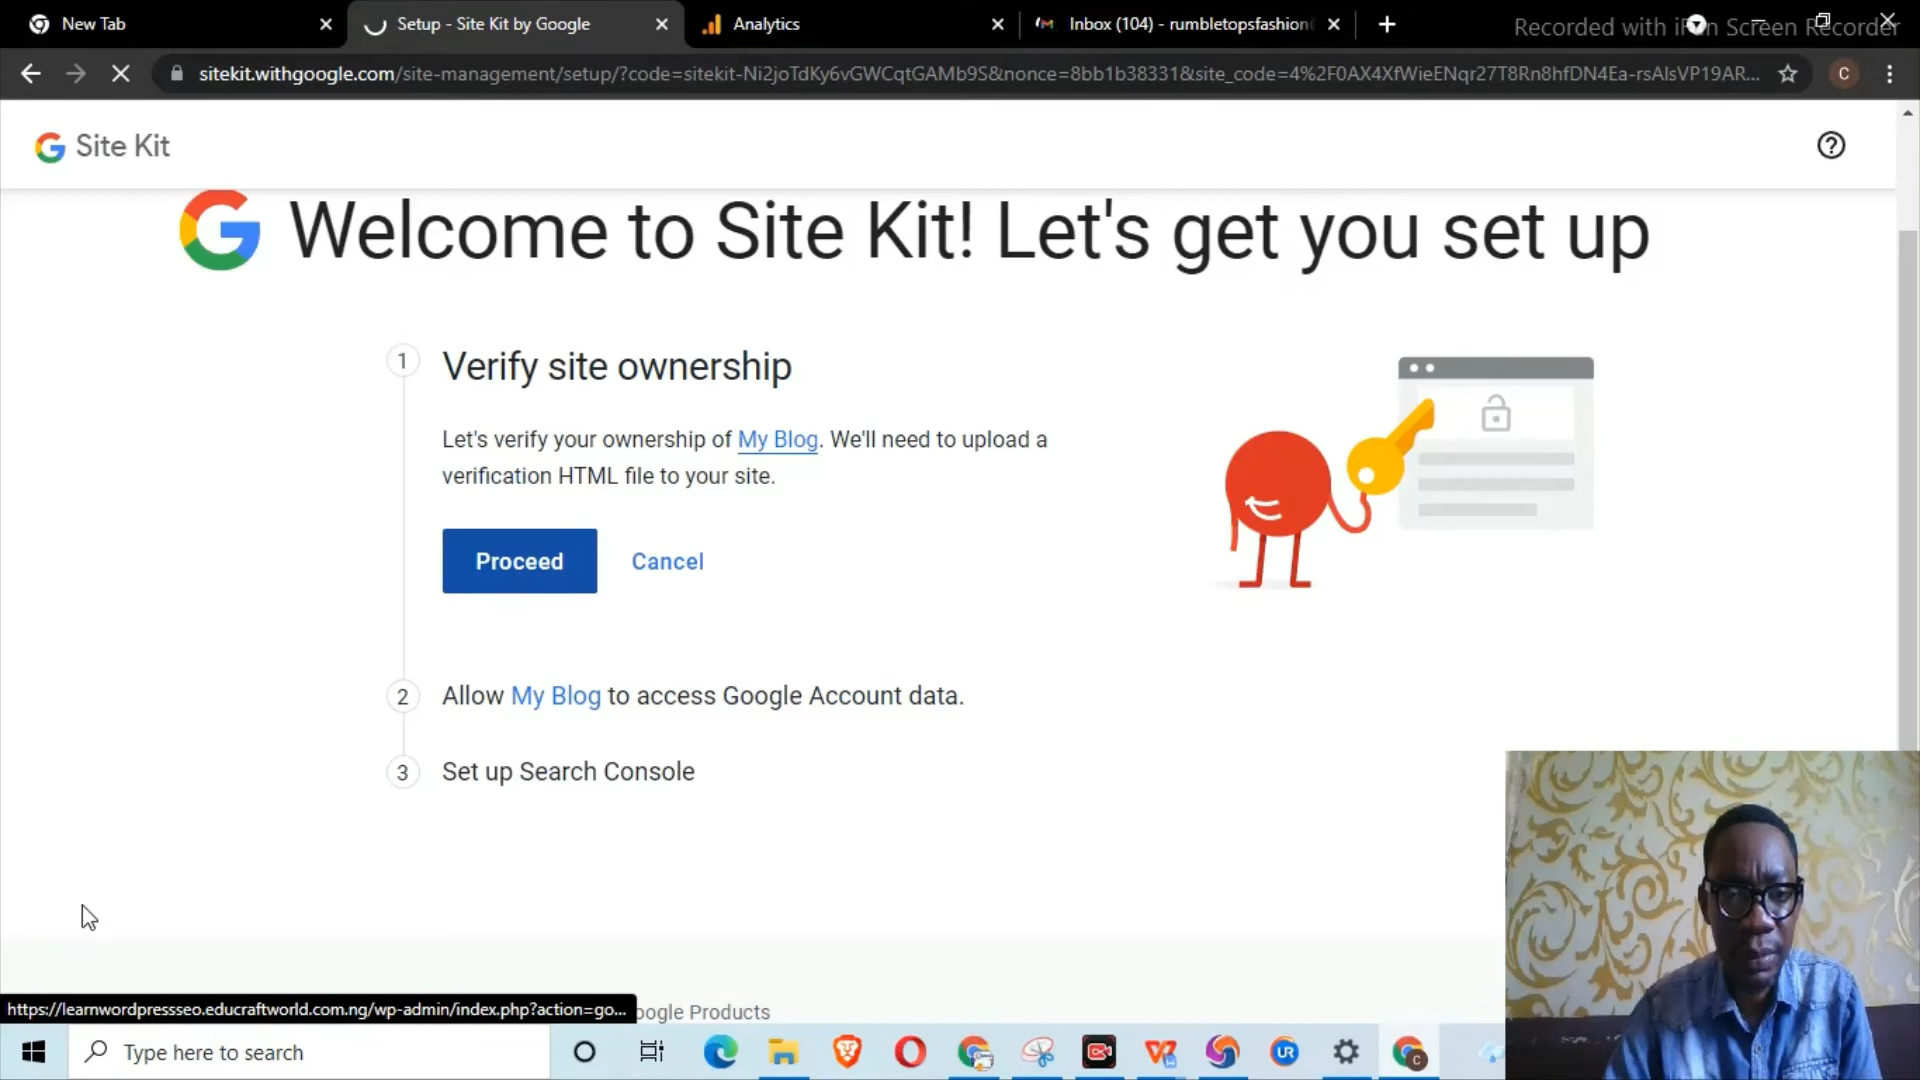 New Tab
Setup - Site Kit by Google
Analytics
Inbox (104) - rumbletopsfashion
Recorded with iFun Screen Recorder
sitekit.withgoogle.com/site-management/setup/?code=sitekit-Ni2joTdKy6vGWCqtGAMb9S&nonce=8bb1b38331&site_code=4%2F0AX4XfWieENqr27T8Rn8hfDN4Ea-rsAlsVP19AR...
C
Site Kit
Welcome to Site Kit! Let's get you set up
1
Verify site ownership
Let's verify your ownership of My Blog. We'll need to upload a
verification HTML file to your site.
Proceed
Cancel
2
Allow My Blog to access Google Account data.
3
Set up Search Console
https://learnwordpressseo.educraftworld.com.ng/wp-admin/index.php?action=go...
oogle Products
Type here to search
UR
C